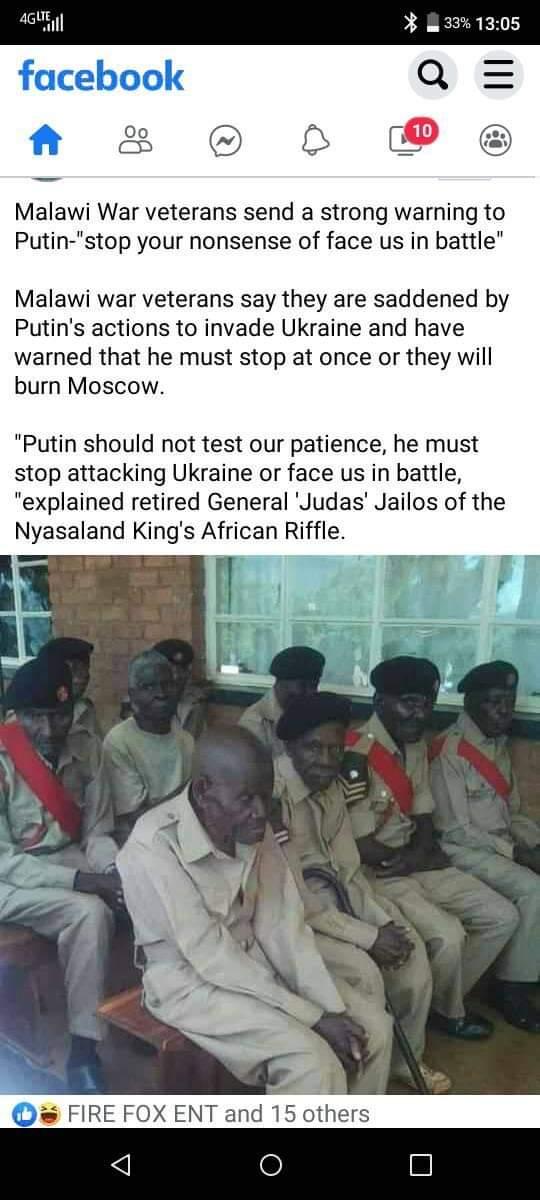 4G LTE 33% 13:05
facebook
10
Malawi War veterans send a strong warning to
Putin-"stop your nonsense of face us in battle"
Malawi war veterans say they are saddened by
Putin's actions to invade Ukraine and have
warned that he must stop at once or they will
burn Moscow.
"Putin should not test our patience, he must
stop attacking Ukraine or face us in battle,
"explained retired General 'Judas' Jailos of the
Nyasaland King's African Riffle.
FIRE FOX ENT and 15 others